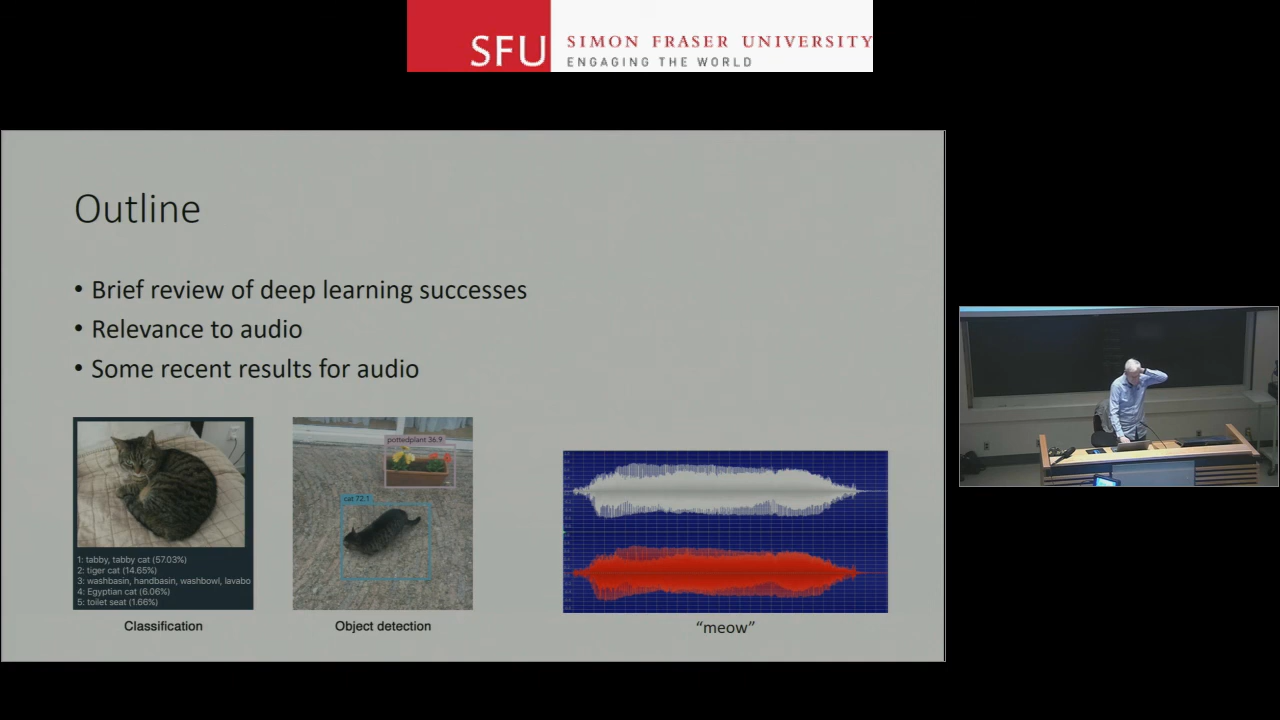 SFU SIMON FRASER UNIVERSITY
ENGAGING THE WORLD
Outline
• Brief review of deep learning successes
• Relevance to audio
• Some recent results for audio
1: tabby, tabby cat (57.03%)
2: tiger cat (14.65%)
3: washbasin, handbasin, washbowl, lavabo
4: Egyptian cat (6.06%)
5: toilet seat (1.66%)
Classification
pottedplant 36.9
cat 72.1
Object detection
“meow”